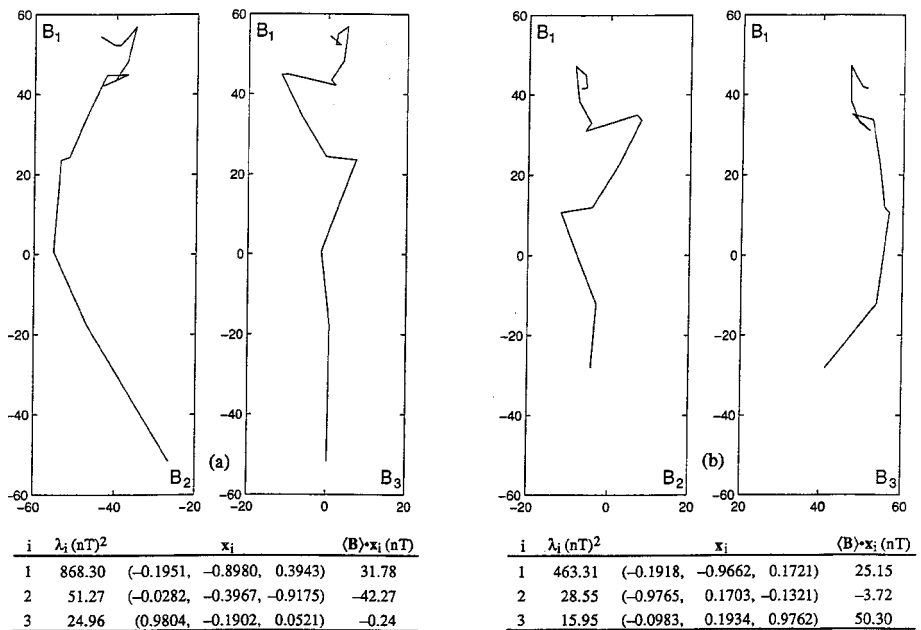 60 B₁ 60 B₁ 60 B₁ 60 B₁
40 40 40 40
20 20 20 20
0 0 0 0
−20 −20 −20 −20
−40 −40 −40 −40
(a) (b)
B₂ B₃ B₂ B₃
−60 −60 −60 −60
−60 −40 −20 −20 0 20 −20 0 20 20 40 60
i λᵢ (nT)² xᵢ ⟨B⟩•xᵢ (nT)
1 868.30 (−0.1951, −0.8980, 0.3943) 31.78
2 51.27 (−0.0282, −0.3967, −0.9175) −42.27
3 24.96 (0.9804, −0.1902, 0.0521) −0.24
i λᵢ (nT)² xᵢ ⟨B⟩•xᵢ (nT)
1 463.31 (−0.1918, −0.9662, 0.1721) 25.15
2 28.55 (−0.9765, 0.1703, −0.1321) −3.72
3 15.95 (−0.0983, 0.1934, 0.9762) 50.30